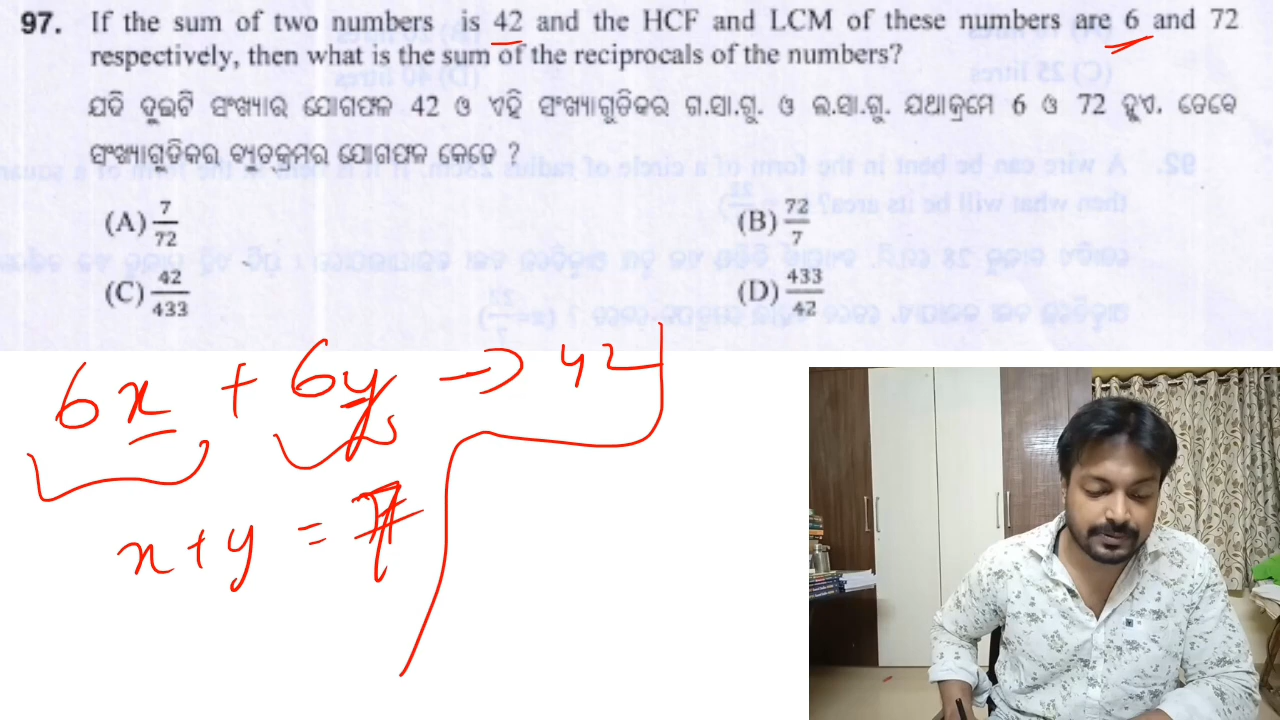 97. If the sum of two numbers is 42 and the HCF and LCM of these numbers are 6 and 72
respectively, then what is the sum of the reciprocals of the numbers?
ଯଦି ଦୁଇଟି ସଂଖ୍ୟାର ଯୋଗଫଳ 42 ଓ ଏହି ସଂଖ୍ୟାଗୁଡିକର ଗ.ସା.ଗୁ. ଓ ଲ.ସା.ଗୁ. ଯଥାକ୍ରମେ 6 ଓ 72 ହୁଏ. ତେବେ
ସଂଖ୍ୟାଗୁଡିକର ବ୍ୟୁତକ୍ରମର ଯୋଗଫଳ କେତେ ?
(A) 7/72 (B) 72/7
(C) 42/433 (D) 433/42
6x + 6y → 42
x + y = 7